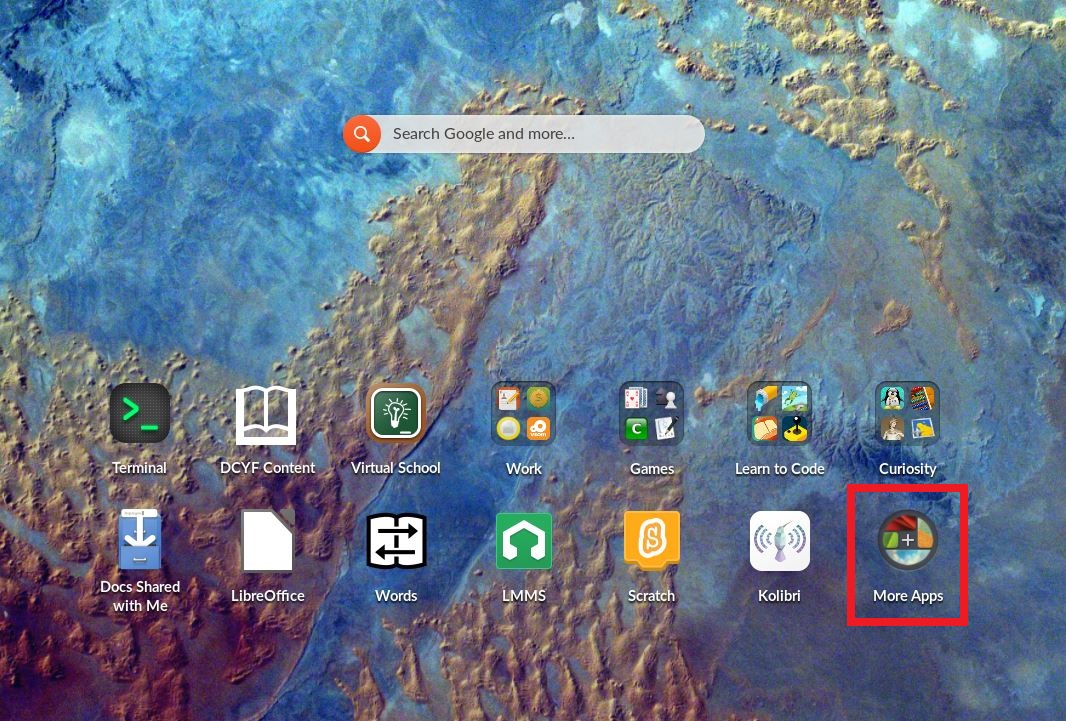 Search Google and more...
Terminal
DCYF Content
Virtual School
Work
Games
Learn to Code
Curiosity
Docs Shared
with Me
LibreOffice
Words
LMMS
Scratch
Kolibri
More Apps